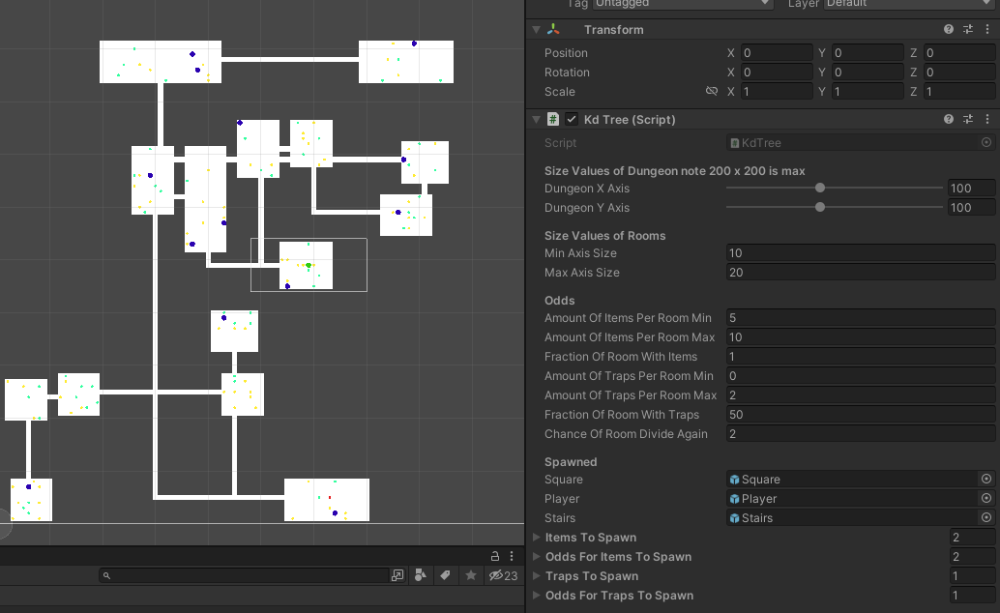 Tag Untagged Layer Default
Transform
Position X 0 Y 0 Z 0
Rotation X 0 Y 0 Z 0
Scale X 1 Y 1 Z 1
# Kd Tree (Script)
Script # KdTree
Size Values of Dungeon note 200 x 200 is max
Dungeon X Axis 100
Dungeon Y Axis 100
Size Values of Rooms
Min Axis Size 10
Max Axis Size 20
Odds
Amount Of Items Per Room Min 5
Amount Of Items Per Room Max 10
Fraction Of Room With Items 1
Amount Of Traps Per Room Min 0
Amount Of Traps Per Room Max 2
Fraction Of Room With Traps 50
Chance Of Room Divide Again 2
Spawned
Square Square
Player Player
Stairs Stairs
Items To Spawn 2
Odds For Items To Spawn 2
Traps To Spawn 1
Odds For Traps To Spawn 1
23